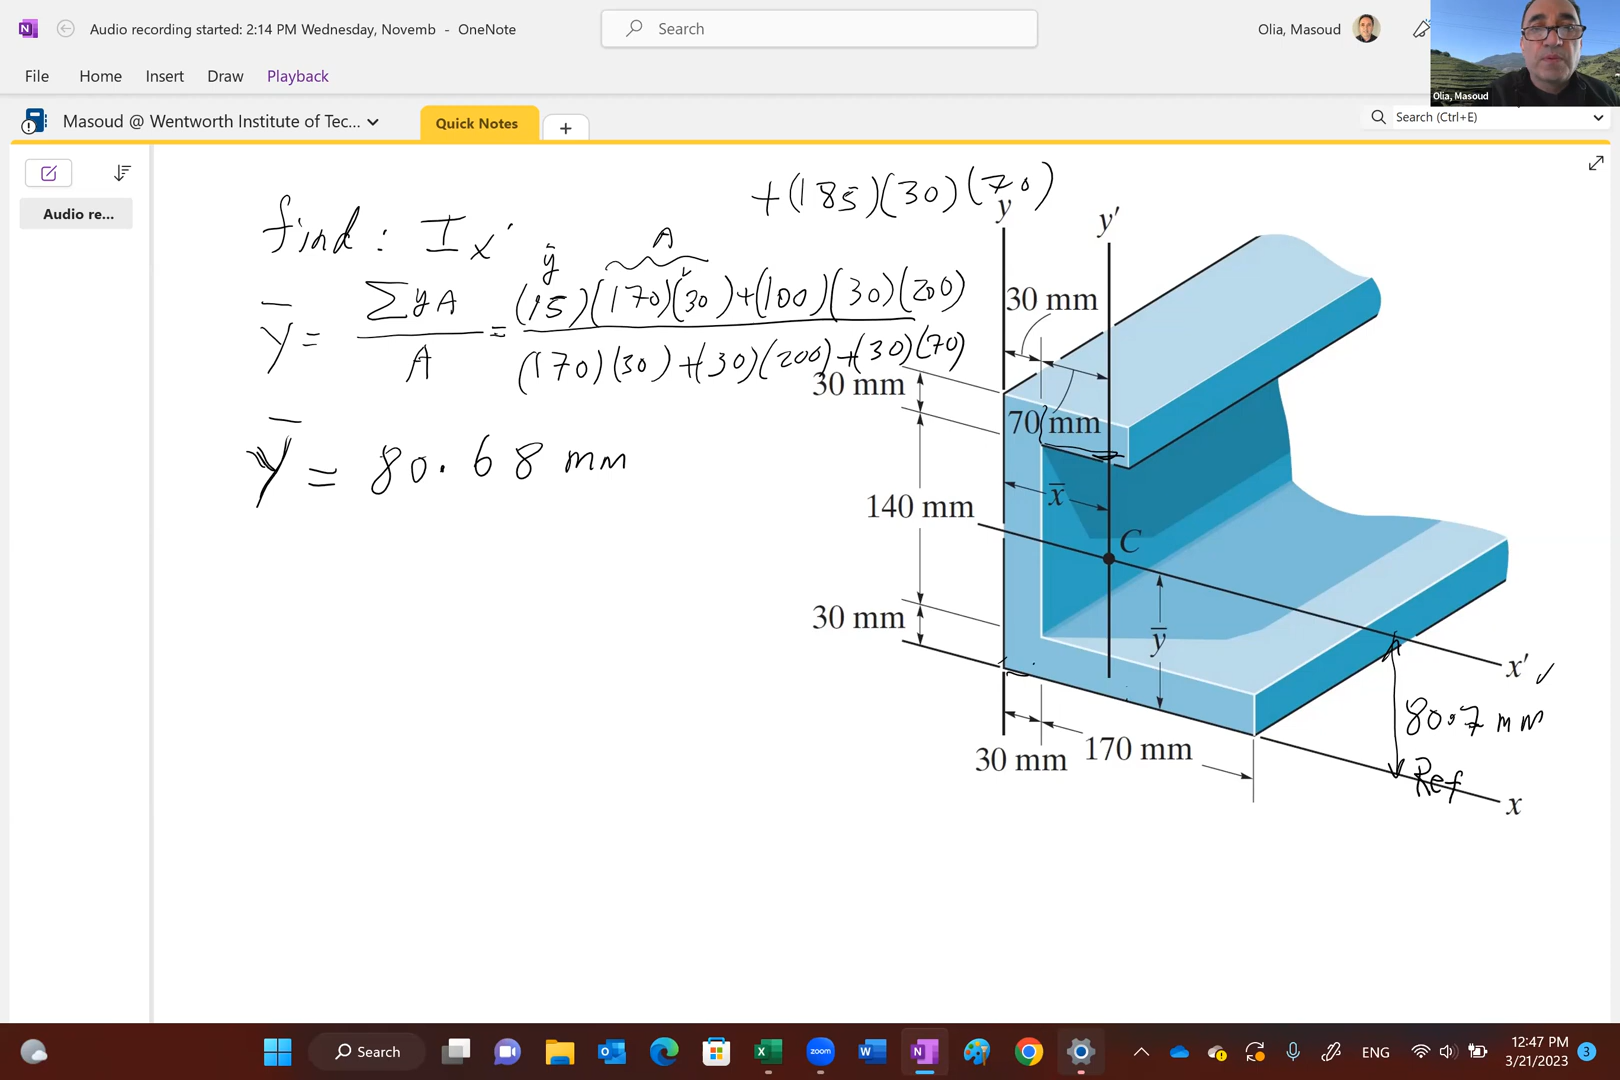 Audio recording started: 2:14 PM Wednesday, Novemb - OneNote
Search
Olia, Masoud
Olia, Masoud
File Home Insert Draw Playback
Masoud @ Wentworth Institute of Tec...
Quick Notes
+
Search (Ctrl+E)
Audio re...
+(185)(30)(70)
find: Ix'
ȳ A
Y̅ = ΣyA / A = (15)(170)(30)+(100)(30)(200) / (170)(30)+(30)(200)+(30)(70)
Y̅ = 80.68 mm
y y'
30 mm
30 mm
70 mm
x̅
140 mm
C
30 mm
y̅
x' ✓
80.7 mm
30 mm 170 mm
Ref
x
Search
zoom
ENG
12:47 PM
3/21/2023
3